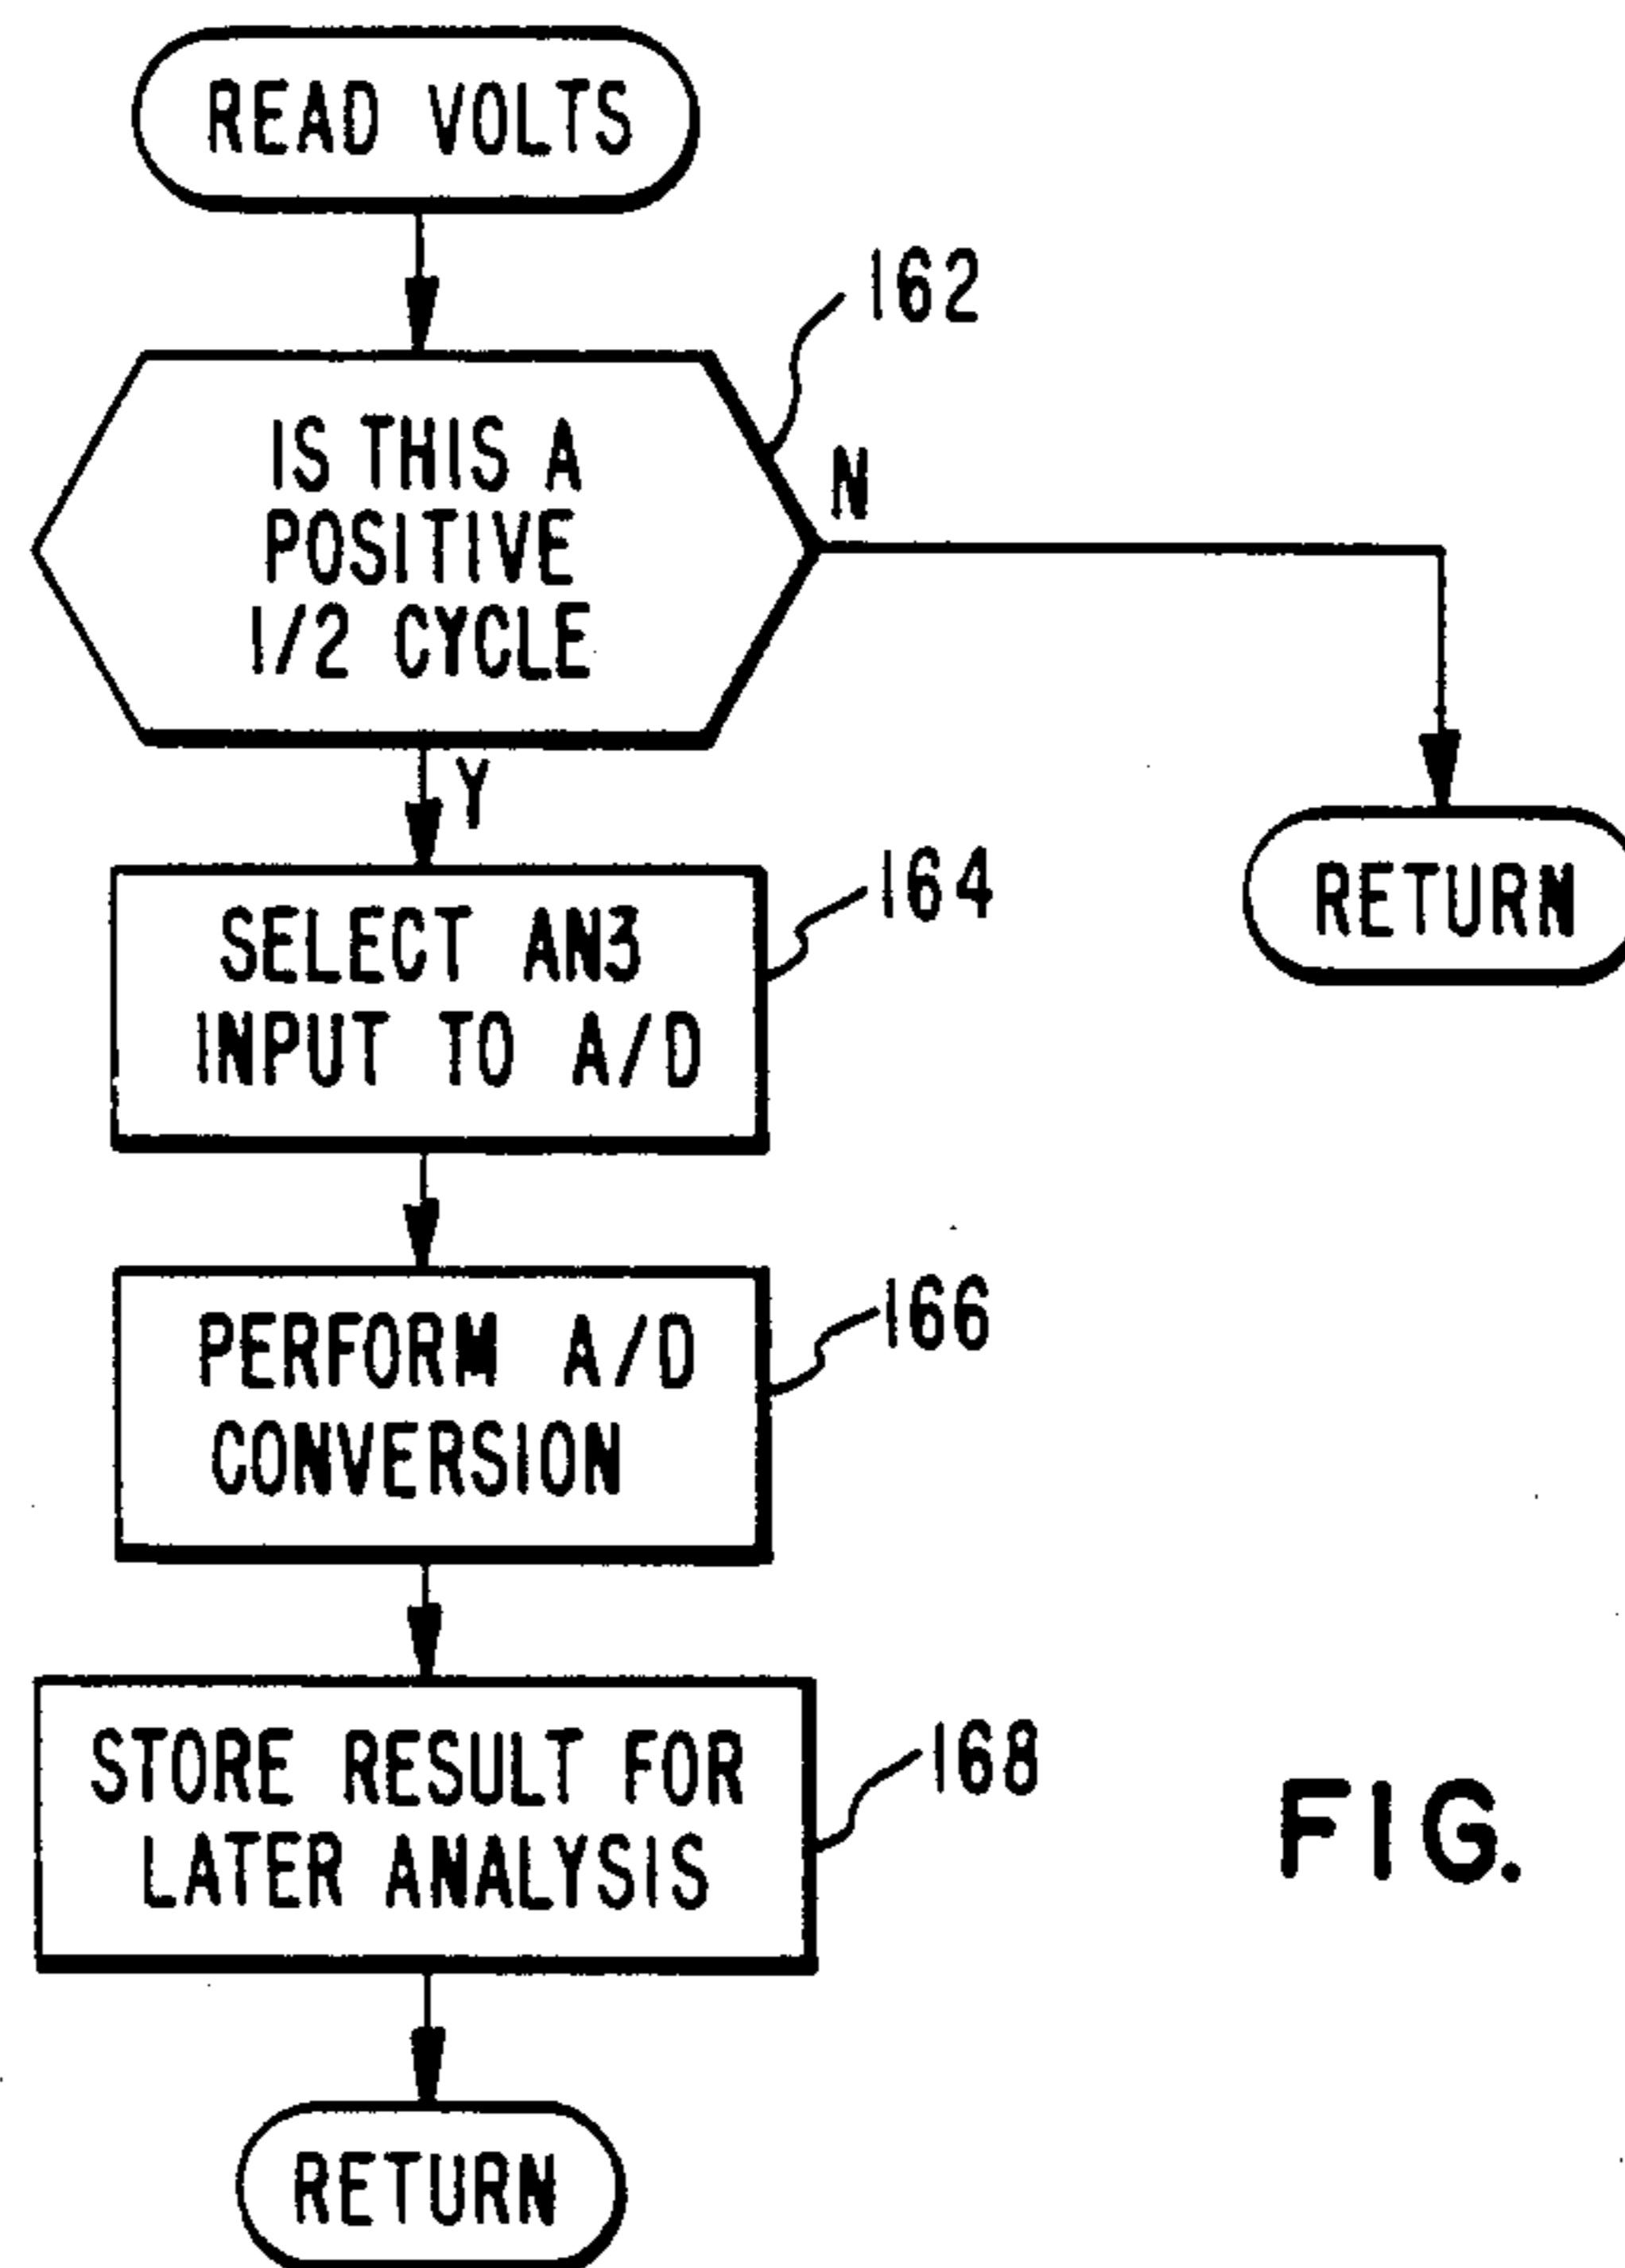 READ VOLTS
162
IS THIS A
POSITIVE
1/2 CYCLE
N
Y
RETURN
164
SELECT AN3
INPUT TO A/D
166
PERFORM A/D
CONVERSION
168
STORE RESULT FOR
LATER ANALYSIS
FIG.
RETURN